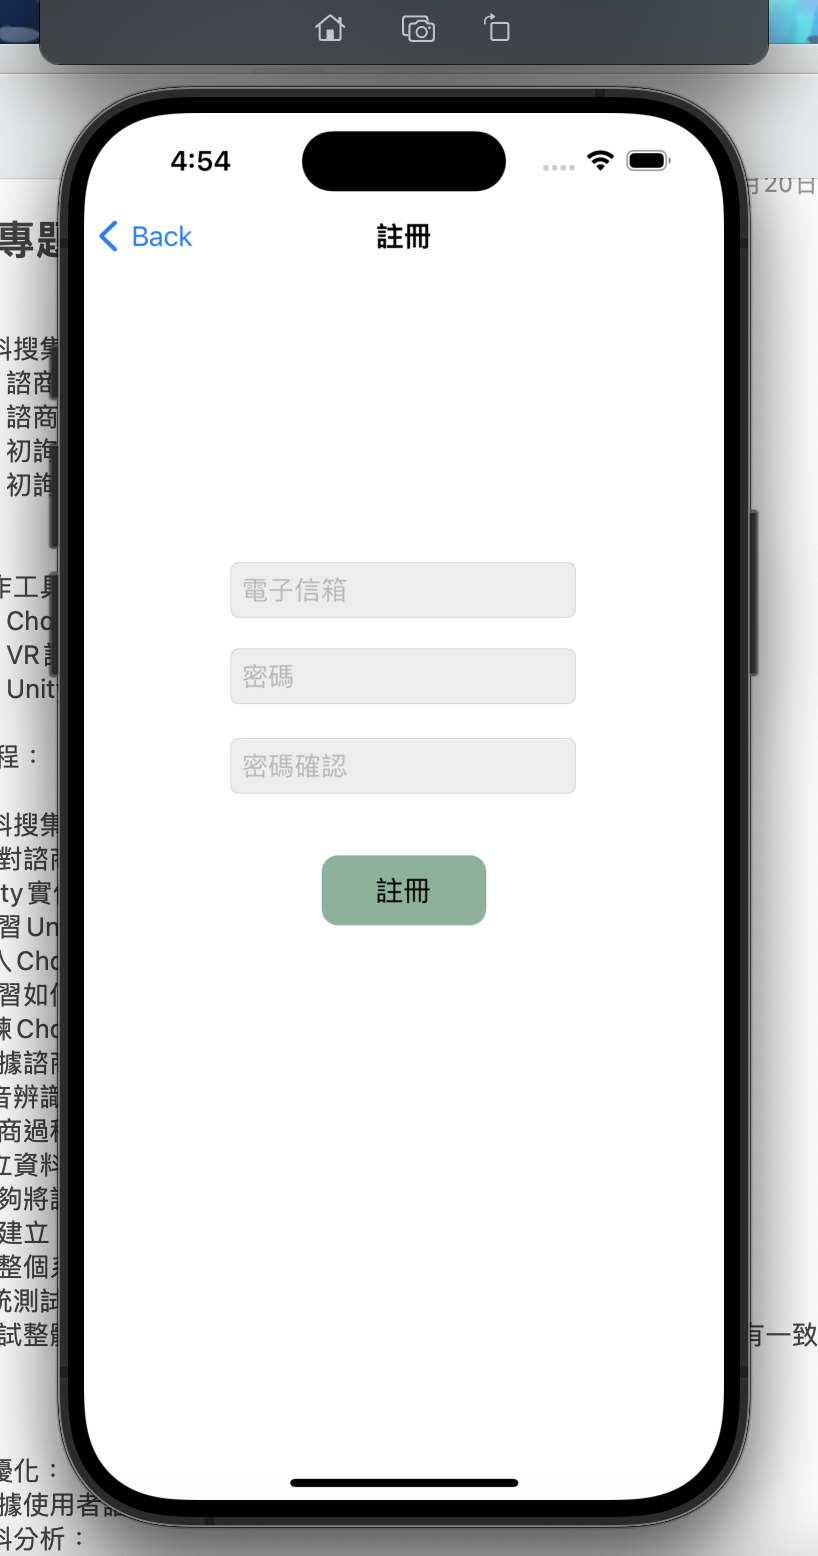 4:54
Back
註冊
電子信箱
密碼
密碼確認
註冊
月20日
專題
料搜集
諮商
諮商
初詢
初詢
作工具
Cho
VR
Unity
程：
料搜集
對諮商
ty實作
習Un
入Cho
習如何
練Cho
據諮商
音辨識
商過程
立資料
夠將
建立
整個系
統測試
試整體
有一致
優化：
據使用者
料分析：